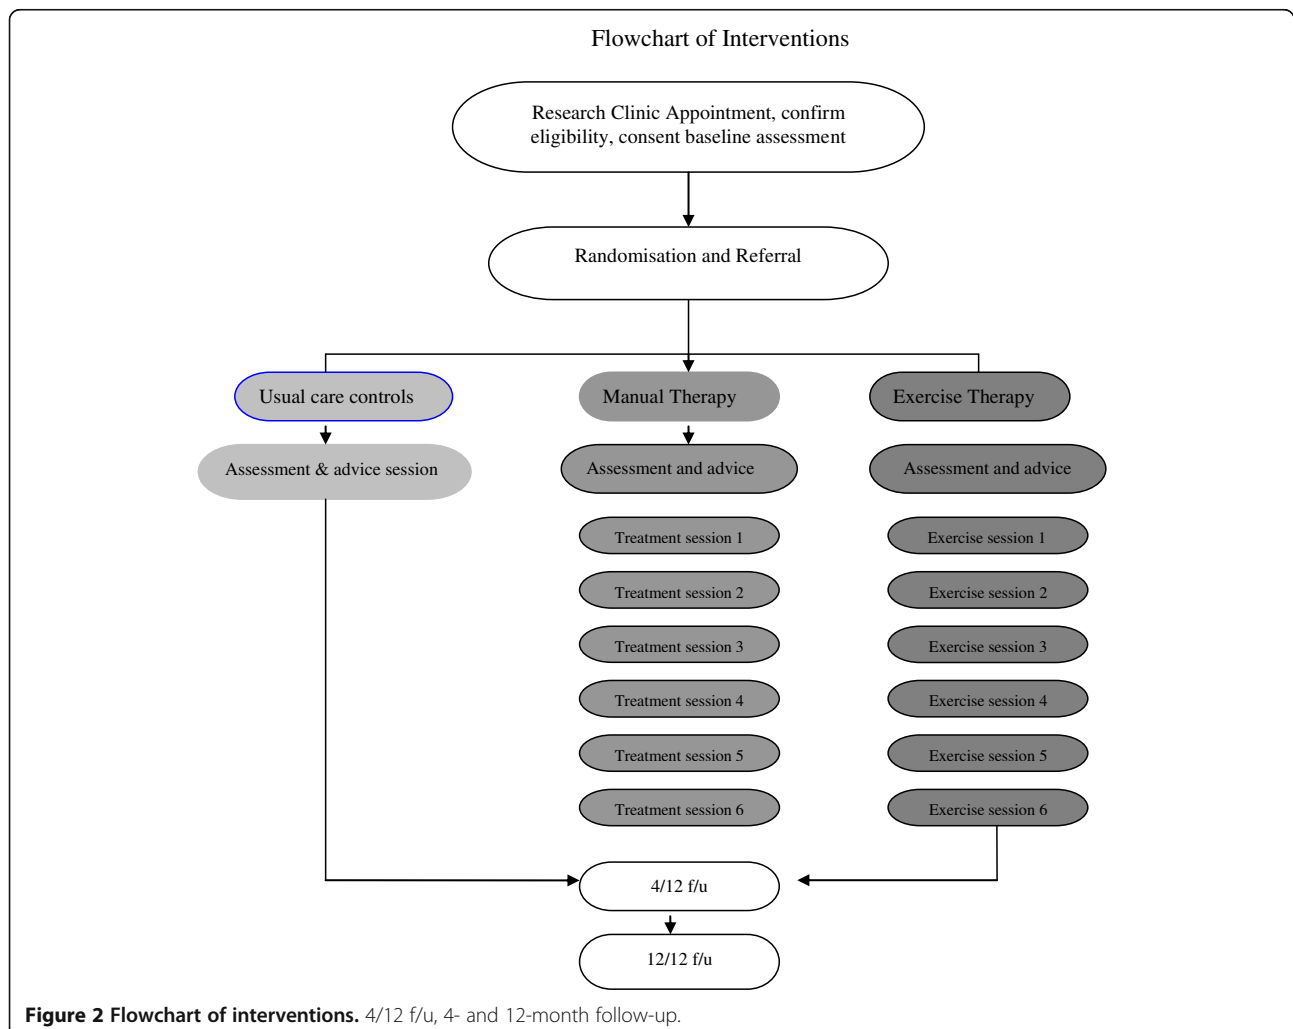 Flowchart of Interventions
Research Clinic Appointment, confirm
eligibility, consent baseline assessment
Randomisation and Referral
Usual care controls
Manual Therapy
Exercise Therapy
Assessment & advice session
Assessment and advice
Assessment and advice
Treatment session 1
Exercise session 1
Treatment session 2
Exercise session 2
Treatment session 3
Exercise session 3
Treatment session 4
Exercise session 4
Treatment session 5
Exercise session 5
Treatment session 6
Exercise session 6
4/12 f/u
12/12 f/u
Figure 2 Flowchart of interventions. 4/12 f/u, 4- and 12-month follow-up.